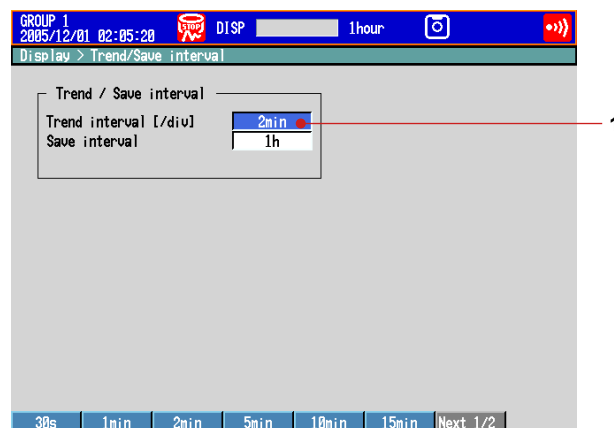 GROUP 1
2005/12/01 02:05:20 STOP DISP 1hour
Display > Trend/Save interval
Trend / Save interval
Trend interval [/div] 2min 1
Save interval 1h
30s 1min 2min 5min 10min 15min Next 1/2